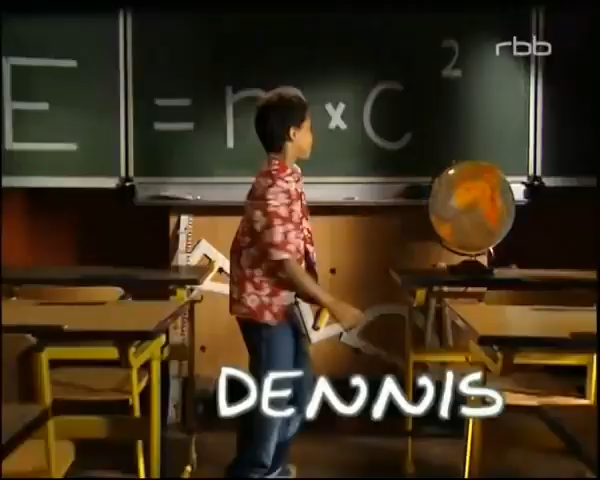 rbb
E = m x c²
DENNIS